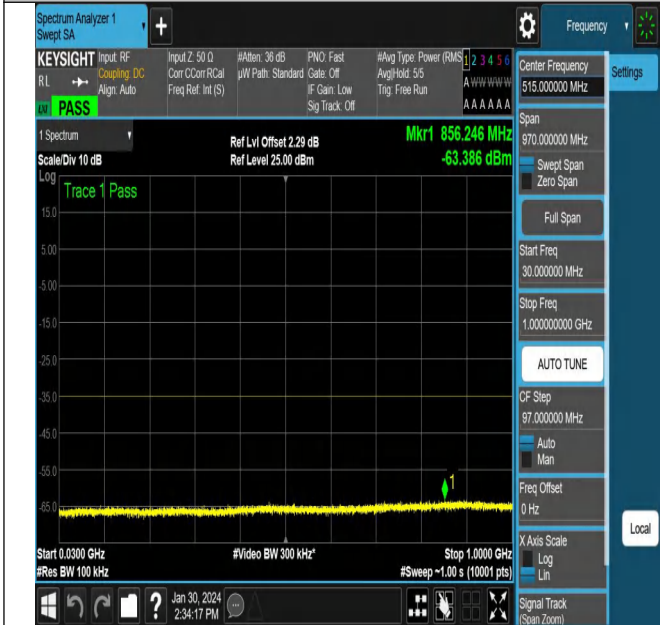 Spectrum Analyzer 1
Swept SA
+
Frequency
KEYSIGHT
Input: RF
Coupling: DC
Align: Auto
RL
LXI
PASS
Input Z: 50 Ω
Corr CCorr RCal
Freq Ref: Int (S)
#Atten: 36 dB
µW Path: Standard
PNO: Fast
Gate: Off
IF Gain: Low
Sig Track: Off
#Avg Type: Power (RMS
Avg|Hold: 5/5
Trig: Free Run
1 2 3 4 5 6
A W W W W W
A A A A A A
1 Spectrum
Scale/Div 10 dB
Ref Lvl Offset 2.29 dB
Ref Level 25.00 dBm
Mkr1 856.246 MHz
-63.386 dBm
Log
Trace 1 Pass
15.0
5.00
-5.00
-15.0
-25.0
-35.0
-45.0
-55.0
-65.0
1
Start 0.0300 GHz
#Res BW 100 kHz
#Video BW 300 kHz*
Stop 1.0000 GHz
#Sweep ~1.00 s (10001 pts)
?
Jan 30, 2024
2:34:17 PM
Center Frequency
515.000000 MHz
Settings
Span
970.000000 MHz
Swept Span
Zero Span
Full Span
Start Freq
30.000000 MHz
Stop Freq
1.000000000 GHz
AUTO TUNE
CF Step
97.000000 MHz
Auto
Man
Freq Offset
0 Hz
Local
X Axis Scale
Log
Lin
Signal Track
(Span Zoom)